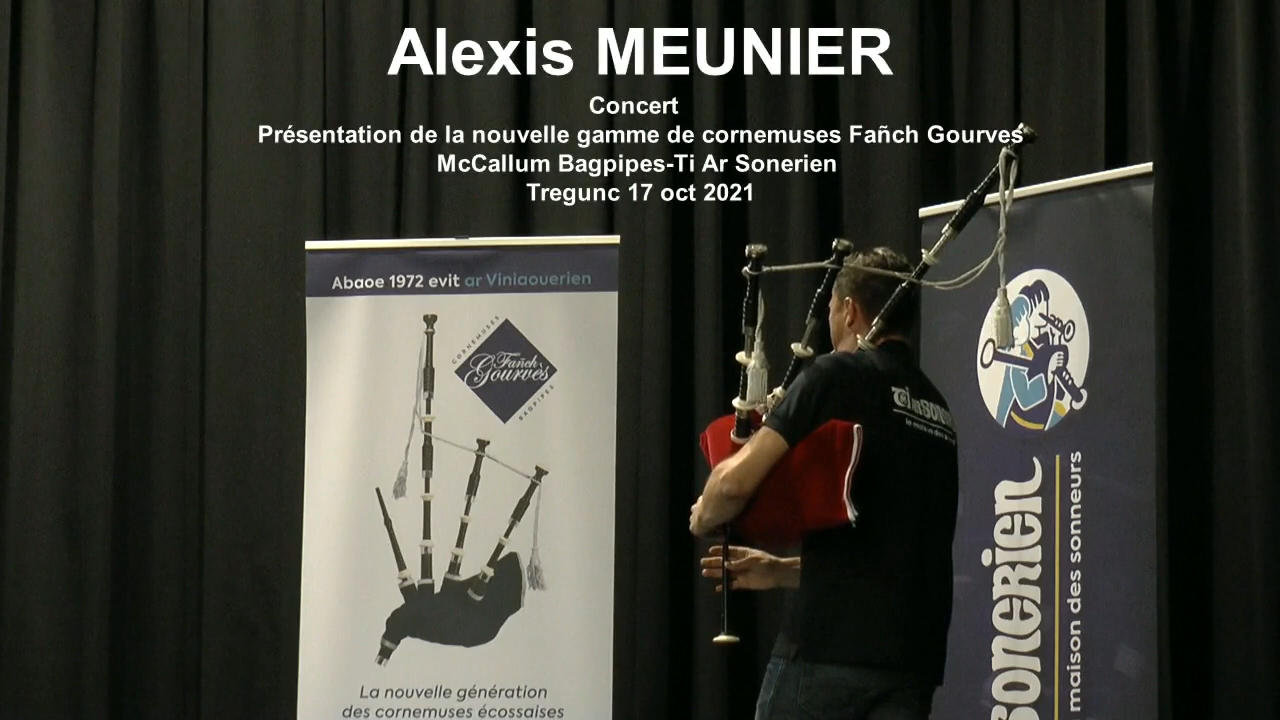 Alexis MEUNIER
Concert
Présentation de la nouvelle gamme de cornemuses Fañch Gourves
McCallum Bagpipes-Ti Ar Sonerien
Tregunc 17 oct 2021
Abaoe 1972 evit ar Viniaouerien
CORNEMUSES
Fañch
Gourvès
BAGPIPES
La nouvelle génération
des cornemuses écossaises
sonerien
maison des sonneurs